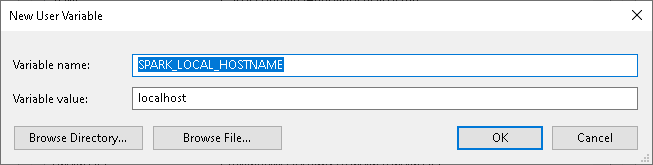 New User Variable
Variable name: SPARK_LOCAL_HOSTNAME
Variable value: localhost
Browse Directory... Browse File... OK Cancel